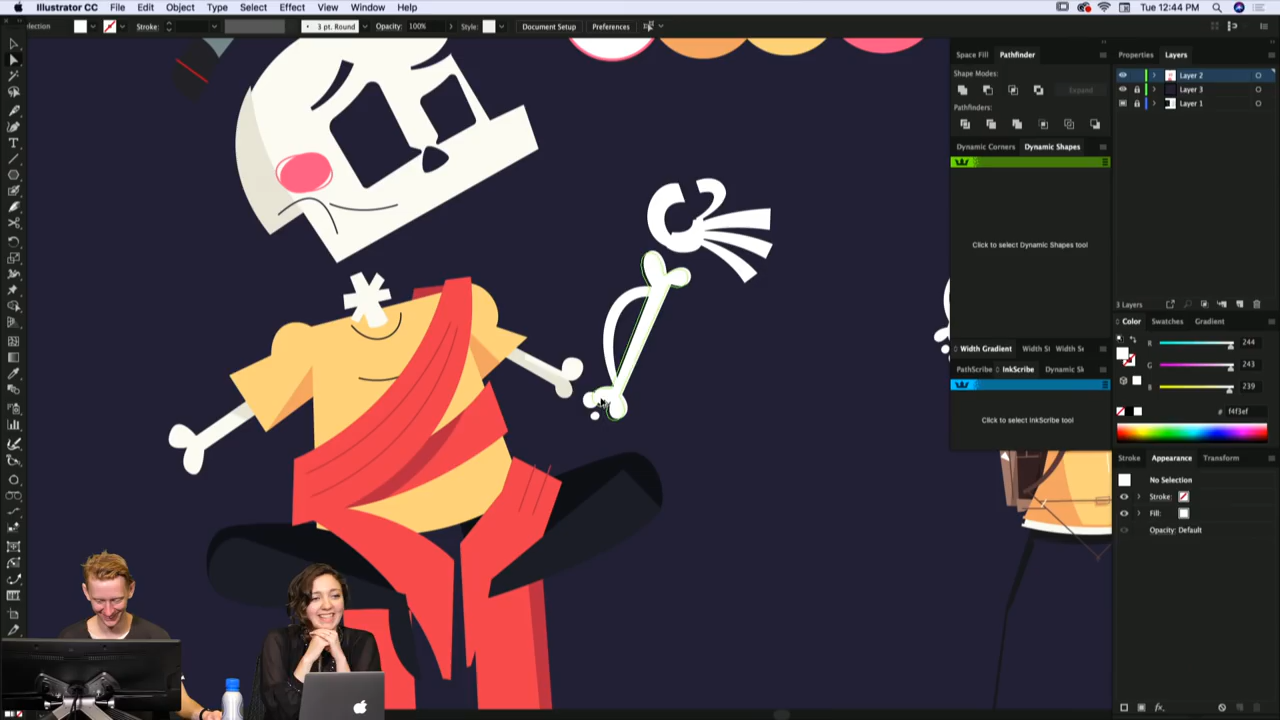 Illustrator CC File Edit Object Type Select Effect View Window Help Tue 12:44 PM
Stroke: 3 pt. Round Opacity: 100% Style: Document Setup Preferences
Space Fill Pathfinder
Shape Modes:
Expand
Pathfinders:
Dynamic Corners Dynamic Shapes
Click to select Dynamic Shapes tool
Width Gradient
PathScribe InkScribe
Click to select InkScribe tool
Properties Layers
Layer 2
Layer 3
Layer 1
3 Layers
Color Swatches Gradient
R 244
G 243
B 239
# f4f3ef
Stroke Appearance Transform
No Selection
Stroke:
Fill:
Opacity: Default